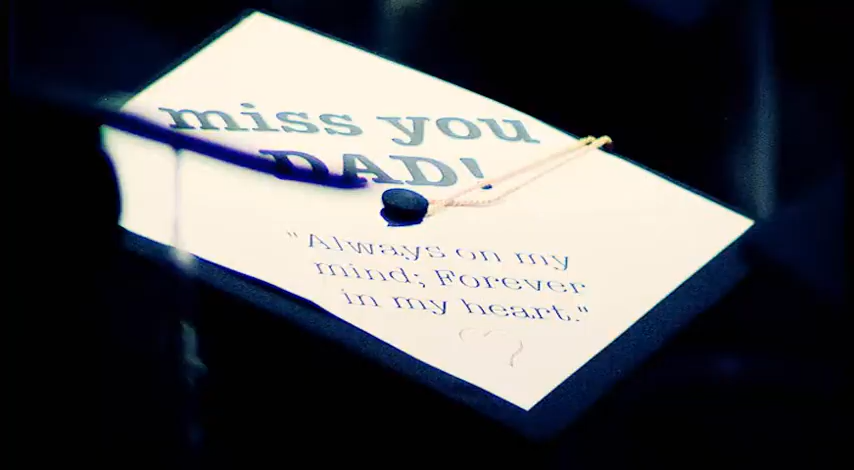 miss you
DAD!
"Always on my
mind; Forever
in my heart."